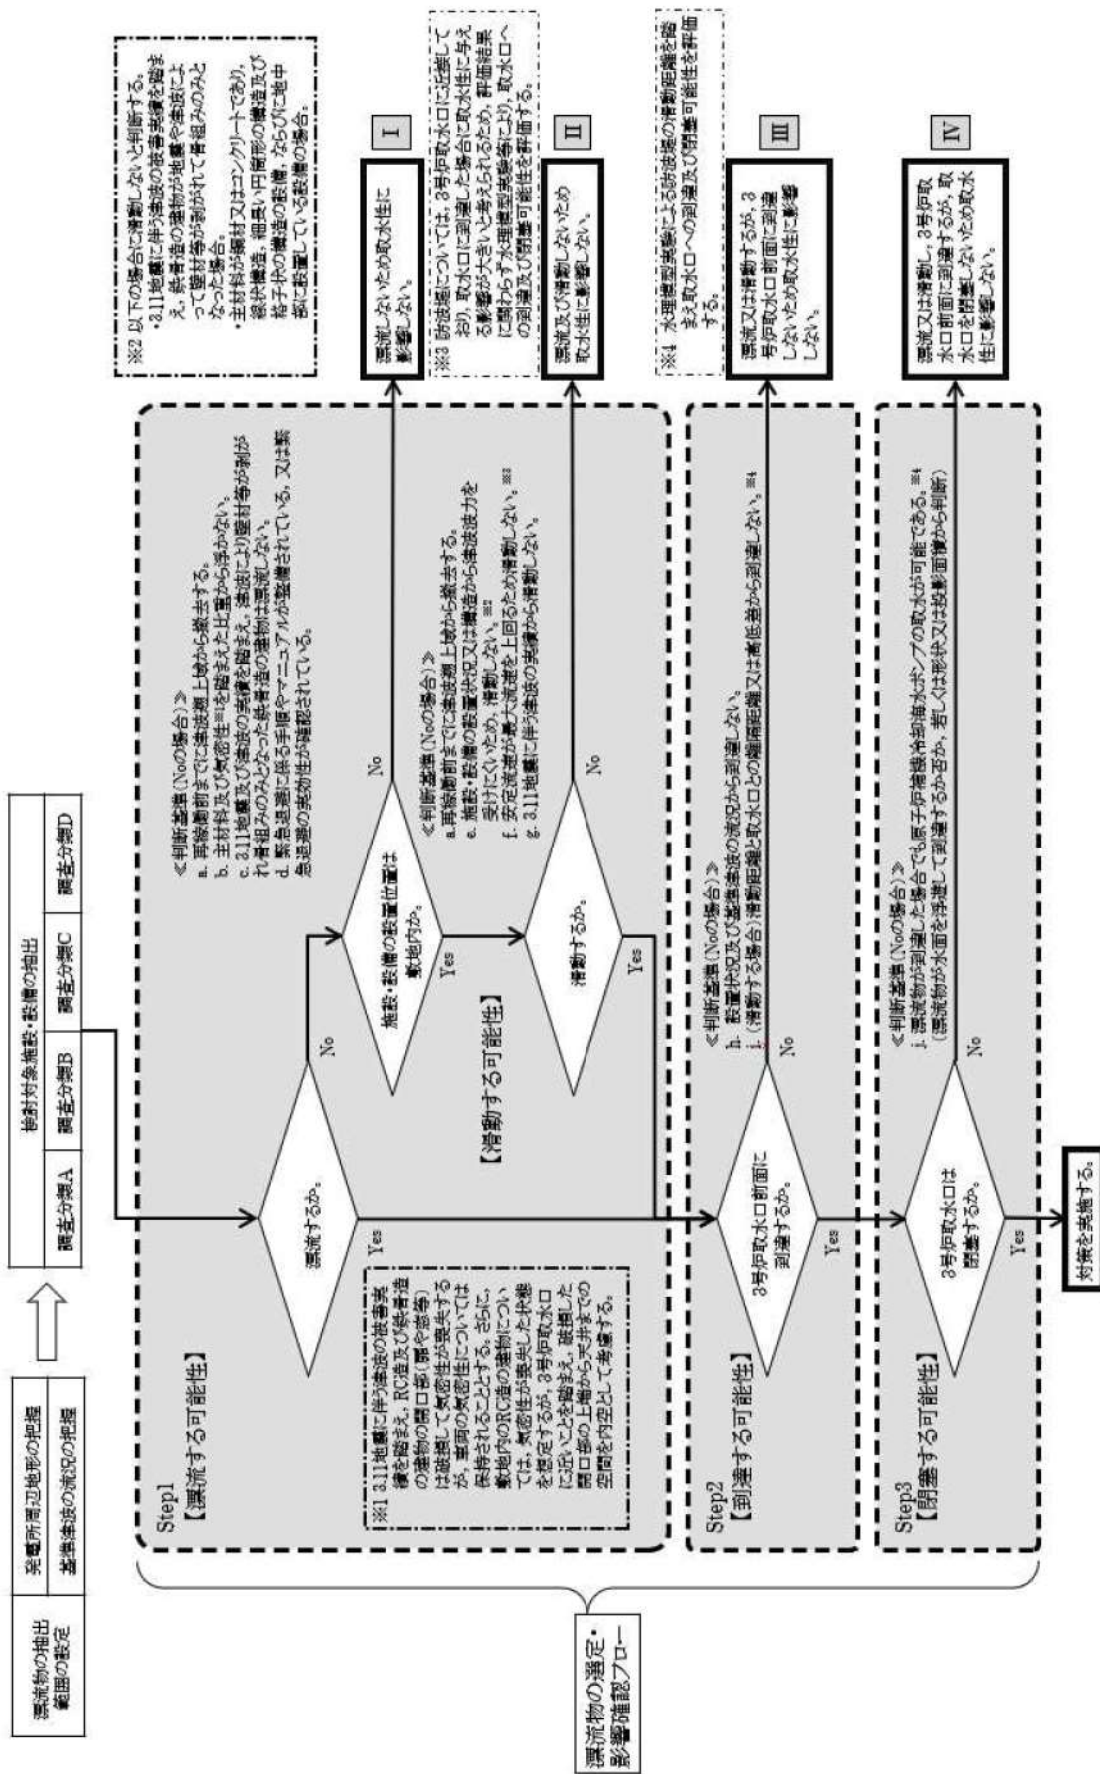 漂流物の抽出
範囲の設定
発電所周辺地形の把握
基準津波の流況の把握
検討対象施設・設備の抽出
調査分類A
調査分類B
調査分類C
調査分類D
漂流物の選定・
影響確認フロー
Step1
【漂流する可能性】
漂流するか。
No
Yes
≪判断基準(Noの場合)≫
a. 再稼働前までに津波遡上域から撤去する。
b. 主材料及び気密性※1を踏まえた比重から浮かない。
c. 3.11地震及び津波の実績を踏まえ、津波により壁材等が剥が
れ骨組みのみとなった鉄骨造の建物は漂流しない。
d. 緊急退避に係る手順やマニュアルが整備されている、又は緊
急退避の実効性が確認されている。
※1 3.11地震に伴う津波の被害実
績を踏まえ、RC造及び鉄骨造
の建物の開口部(扉や窓等)
は破損して気密性が喪失する
が、車両の気密性については
保持されることとする。さらに、
敷地内のRC造の建物につい
ては、気密性が喪失した状態
を想定するが、3号炉取水口
に近いことを踏まえ、破損した
開口部の上端から天井までの
空間を内空として考慮する。
施設・設備の設置位置は
敷地内か。
No
Yes
【滑動する可能性】
滑動するか。
No
Yes
≪判断基準(Noの場合)≫
a. 再稼働前までに津波遡上域から撤去する。
e. 施設・設備の設置状況又は構造から津波波力を
受けにくいため、滑動しない。※2
f. 安定流速が最大流速を上回るため滑動しない。※3
g. 3.11地震に伴う津波の実績から滑動しない。
※2 以下の場合に滑動しないと判断する。
・3.11地震に伴う津波の被害実績を踏ま
え、鉄骨造の建物が地震や津波によ
って壁材等が剥がれて骨組みのみと
なった場合。
・主材料が鋼材又はコンクリートであり、
線状構造、細長い円筒形の構造及び
格子状の構造の設備、ならびに地中
部に設置している設備の場合。
漂流しないため取水性に
影響しない。
I
※3 防波堤については、3号炉取水口に近接して
おり、取水口に到達した場合に取水性に与え
る影響が大きいと考えられるため、評価結果
に関わらず水理模型実験等により、取水口へ
の到達及び閉塞可能性を評価する。
漂流及び滑動しないため
取水性に影響しない。
II
Step2
【到達する可能性】
3号炉取水口前面に
到達するか。
No
Yes
≪判断基準(Noの場合)≫
h. 設置状況及び基準津波の流況から到達しない。
i. (滑動する場合)滑動距離と取水口との離隔距離又は高低差から到達しない。※4
※4 水理模型実験による防波堤の滑動距離を踏
まえ取水口への到達及び閉塞可能性を評価
する。
漂流又は滑動するが、3
号炉取水口前面に到達
しないため取水性に影響
しない。
III
Step3
【閉塞する可能性】
3号炉取水口は
閉塞するか。
No
Yes
≪判断基準(Noの場合)≫
j. 漂流物が到達した場合でも原子炉補機冷却海水ポンプの取水が可能である。※4
(漂流物が水面を浮遊して到達するか否か、若しくは形状又は投影面積から判断)
漂流又は滑動し、3号炉取
水口前面に到達するが、取
水口を閉塞しないため取水
性に影響しない。
IV
対策を実施する。